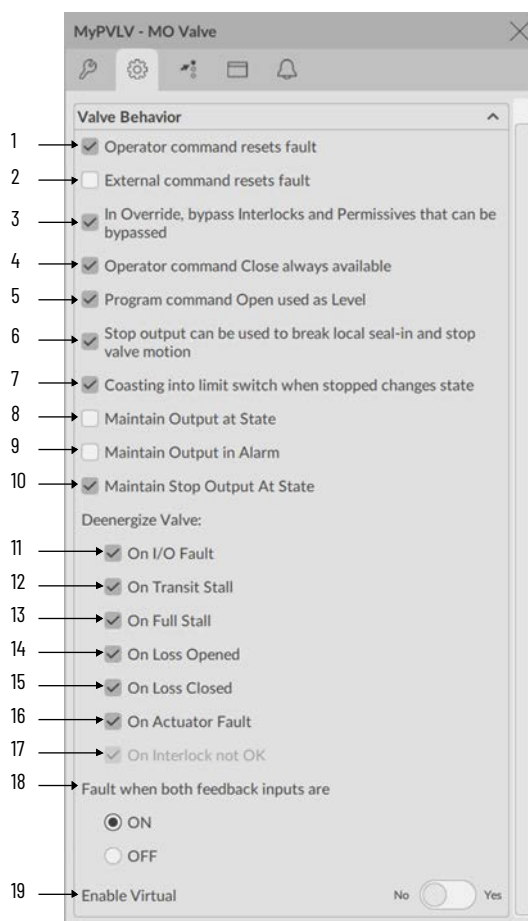 MyPVLV - MO Valve
Valve Behavior
1 Operator command resets fault
2 External command resets fault
3 In Override, bypass Interlocks and Permissives that can be
bypassed
4 Operator command Close always available
5 Program command Open used as Level
6 Stop output can be used to break local seal-in and stop
valve motion
7 Coasting into limit switch when stopped changes state
8 Maintain Output at State
9 Maintain Output in Alarm
10 Maintain Stop Output At State
Deenergize Valve:
11 On I/O Fault
12 On Transit Stall
13 On Full Stall
14 On Loss Opened
15 On Loss Closed
16 On Actuator Fault
17 On Interlock not OK
18 Fault when both feedback inputs are
ON
OFF
19 Enable Virtual No Yes